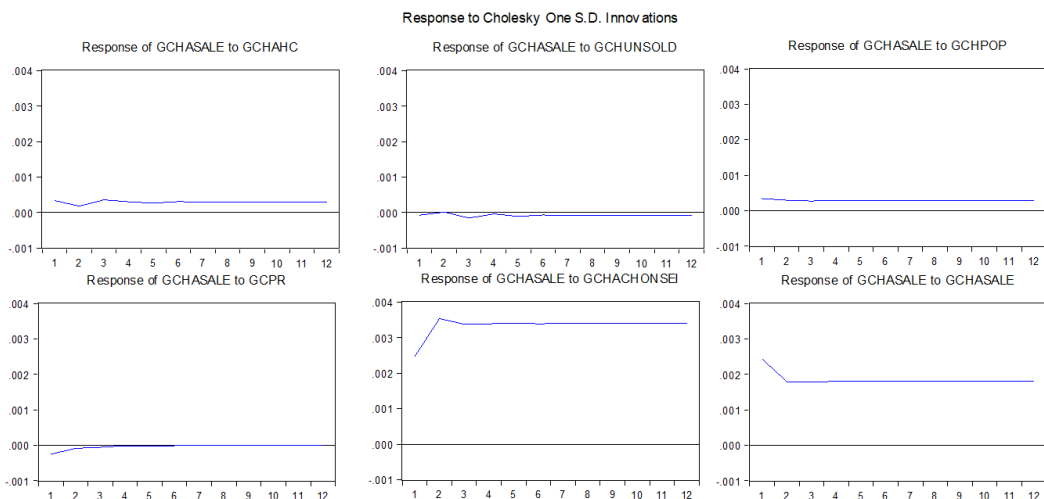 Response to Cholesky One S.D. Innovations
Response of GCHASALE to GCHAHC
Response of GCHASALE to GCHUNSOLD
Response of GCHASALE to GCHPOP
.004
.003
.002
.001
.000
-.001
1 2 3 4 5 6 7 8 9 10 11 12
.004
.003
.002
.001
.000
-.001
1 2 3 4 5 6 7 8 9 10 11 12
.004
.003
.002
.001
.000
-.001
1 2 3 4 5 6 7 8 9 10 11 12
Response of GCHASALE to GCPR
Response of GCHASALE to GCHACHONSEI
Response of GCHASALE to GCHASALE
.004
.003
.002
.001
.000
-.001
1 2 3 4 5 6 7 8 9 10 11 12
.004
.003
.002
.001
.000
-.001
1 2 3 4 5 6 7 8 9 10 11 12
.004
.003
.002
.001
.000
-.001
1 2 3 4 5 6 7 8 9 10 11 12